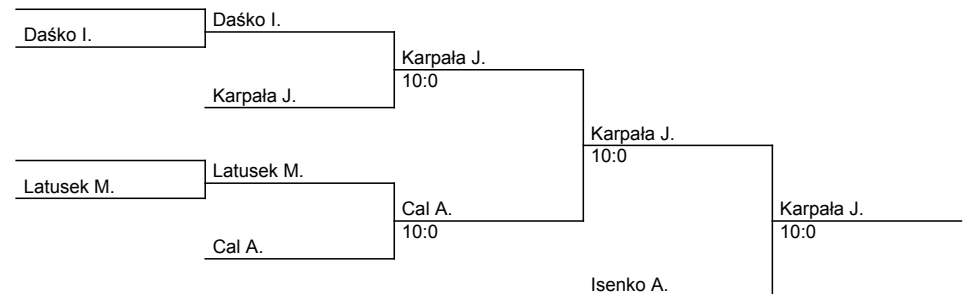 Daśko I.
Daśko I.
Karpała J.
10:0
Karpała J.
Karpała J.
10:0
Latusek M.
Latusek M.
Cal A.
10:0
Cal A.
Karpała J.
10:0
Isenko A.